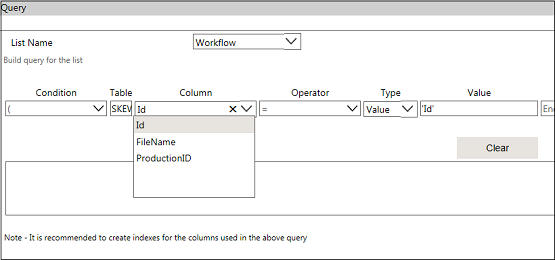 Query
List Name Workflow
Build query for the list
Condition Table Column Operator Type Value
( SKEW Id = Value 'Id'
Id
FileName
ProductionID
Clear
Note - It is recommended to create indexes for the columns used in the above query